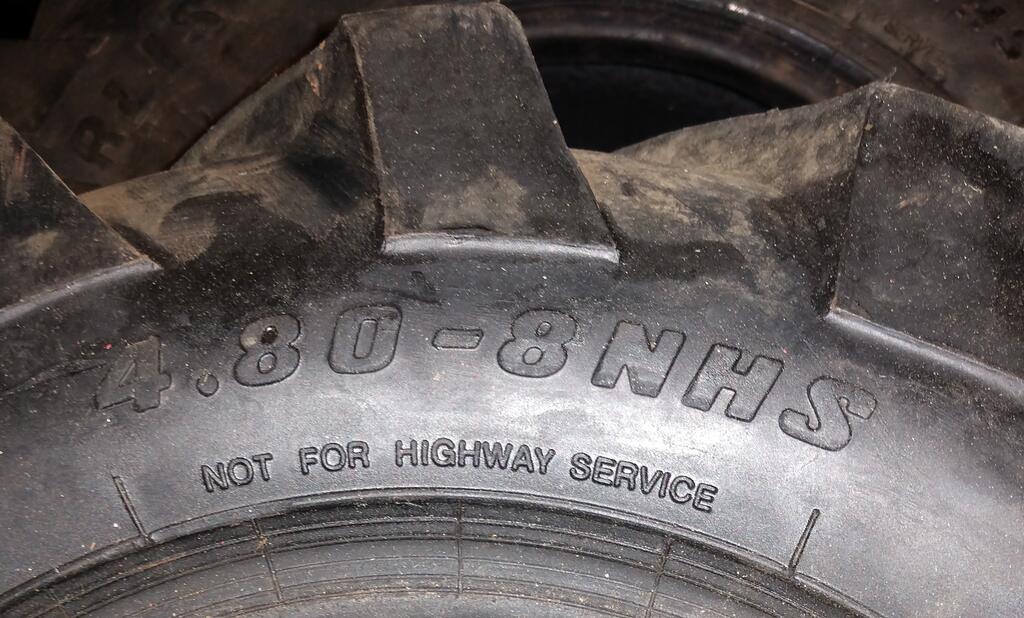 4.80-8NHS
NOT FOR HIGHWAY SERVICE